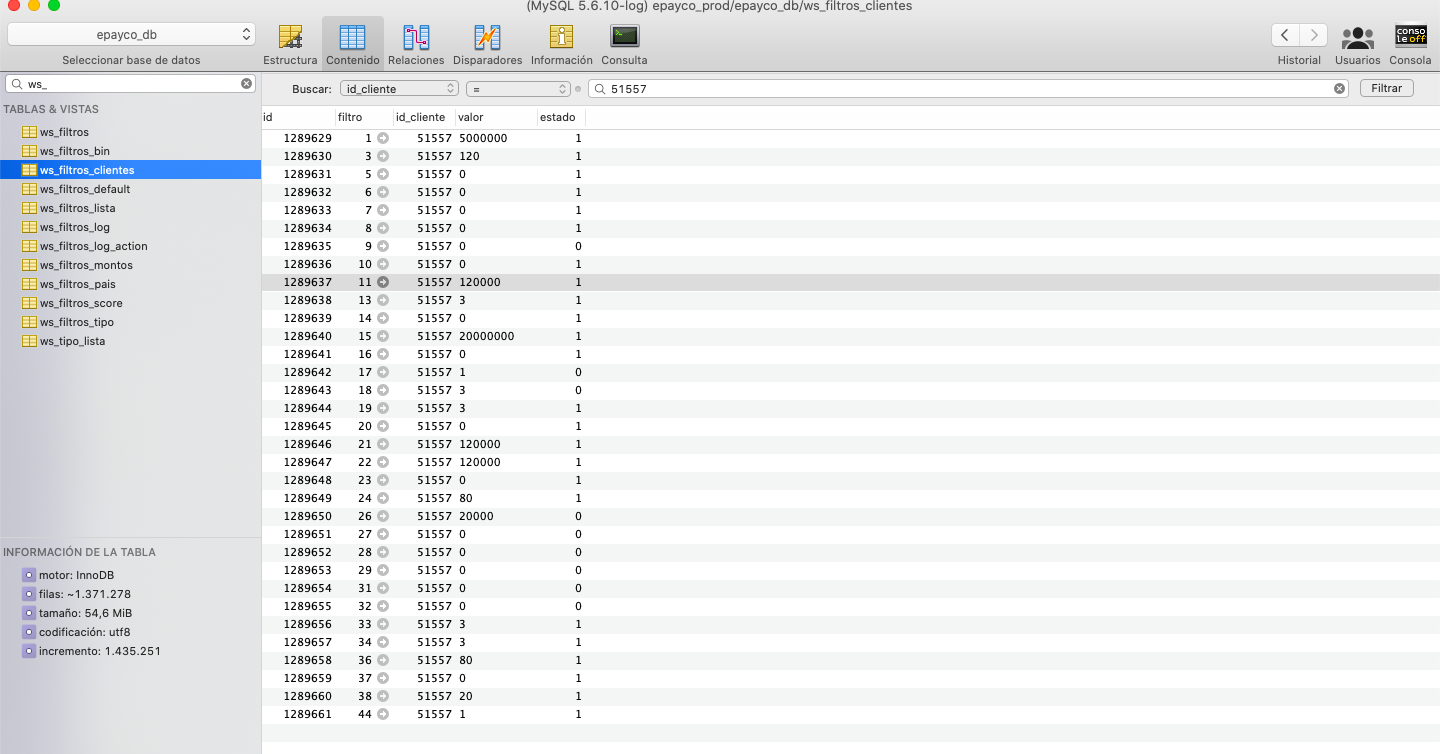 (MySQL 5.6.10-log) epayco_prod/epayco_db/ws_filtros_clientes
epayco_db
Seleccionar base de datos
Estructura Contenido Relaciones Disparadores Información Consulta
conso
le off
Historial Usuarios Consola
ws_
Buscar: id_cliente = 51557 Filtrar
TABLAS & VISTAS
ws_filtros
ws_filtros_bin
ws_filtros_clientes
ws_filtros_default
ws_filtros_lista
ws_filtros_log
ws_filtros_log_action
ws_filtros_montos
ws_filtros_pais
ws_filtros_score
ws_filtros_tipo
ws_tipo_lista
INFORMACIÓN DE LA TABLA
motor: InnoDB
filas: ~1.371.278
tamaño: 54,6 MiB
codificación: utf8
incremento: 1.435.251
id filtro id_cliente valor estado
1289629 1 51557 5000000 1
1289630 3 51557 120 1
1289631 5 51557 0 1
1289632 6 51557 0 1
1289633 7 51557 0 1
1289634 8 51557 0 1
1289635 9 51557 0 0
1289636 10 51557 0 1
1289637 11 51557 120000 1
1289638 13 51557 3 1
1289639 14 51557 0 1
1289640 15 51557 20000000 1
1289641 16 51557 0 1
1289642 17 51557 1 0
1289643 18 51557 3 0
1289644 19 51557 3 1
1289645 20 51557 0 1
1289646 21 51557 120000 1
1289647 22 51557 120000 1
1289648 23 51557 0 1
1289649 24 51557 80 1
1289650 26 51557 20000 0
1289651 27 51557 0 0
1289652 28 51557 0 0
1289653 29 51557 0 0
1289654 31 51557 0 0
1289655 32 51557 0 0
1289656 33 51557 3 1
1289657 34 51557 3 1
1289658 36 51557 80 1
1289659 37 51557 0 1
1289660 38 51557 20 1
1289661 44 51557 1 1